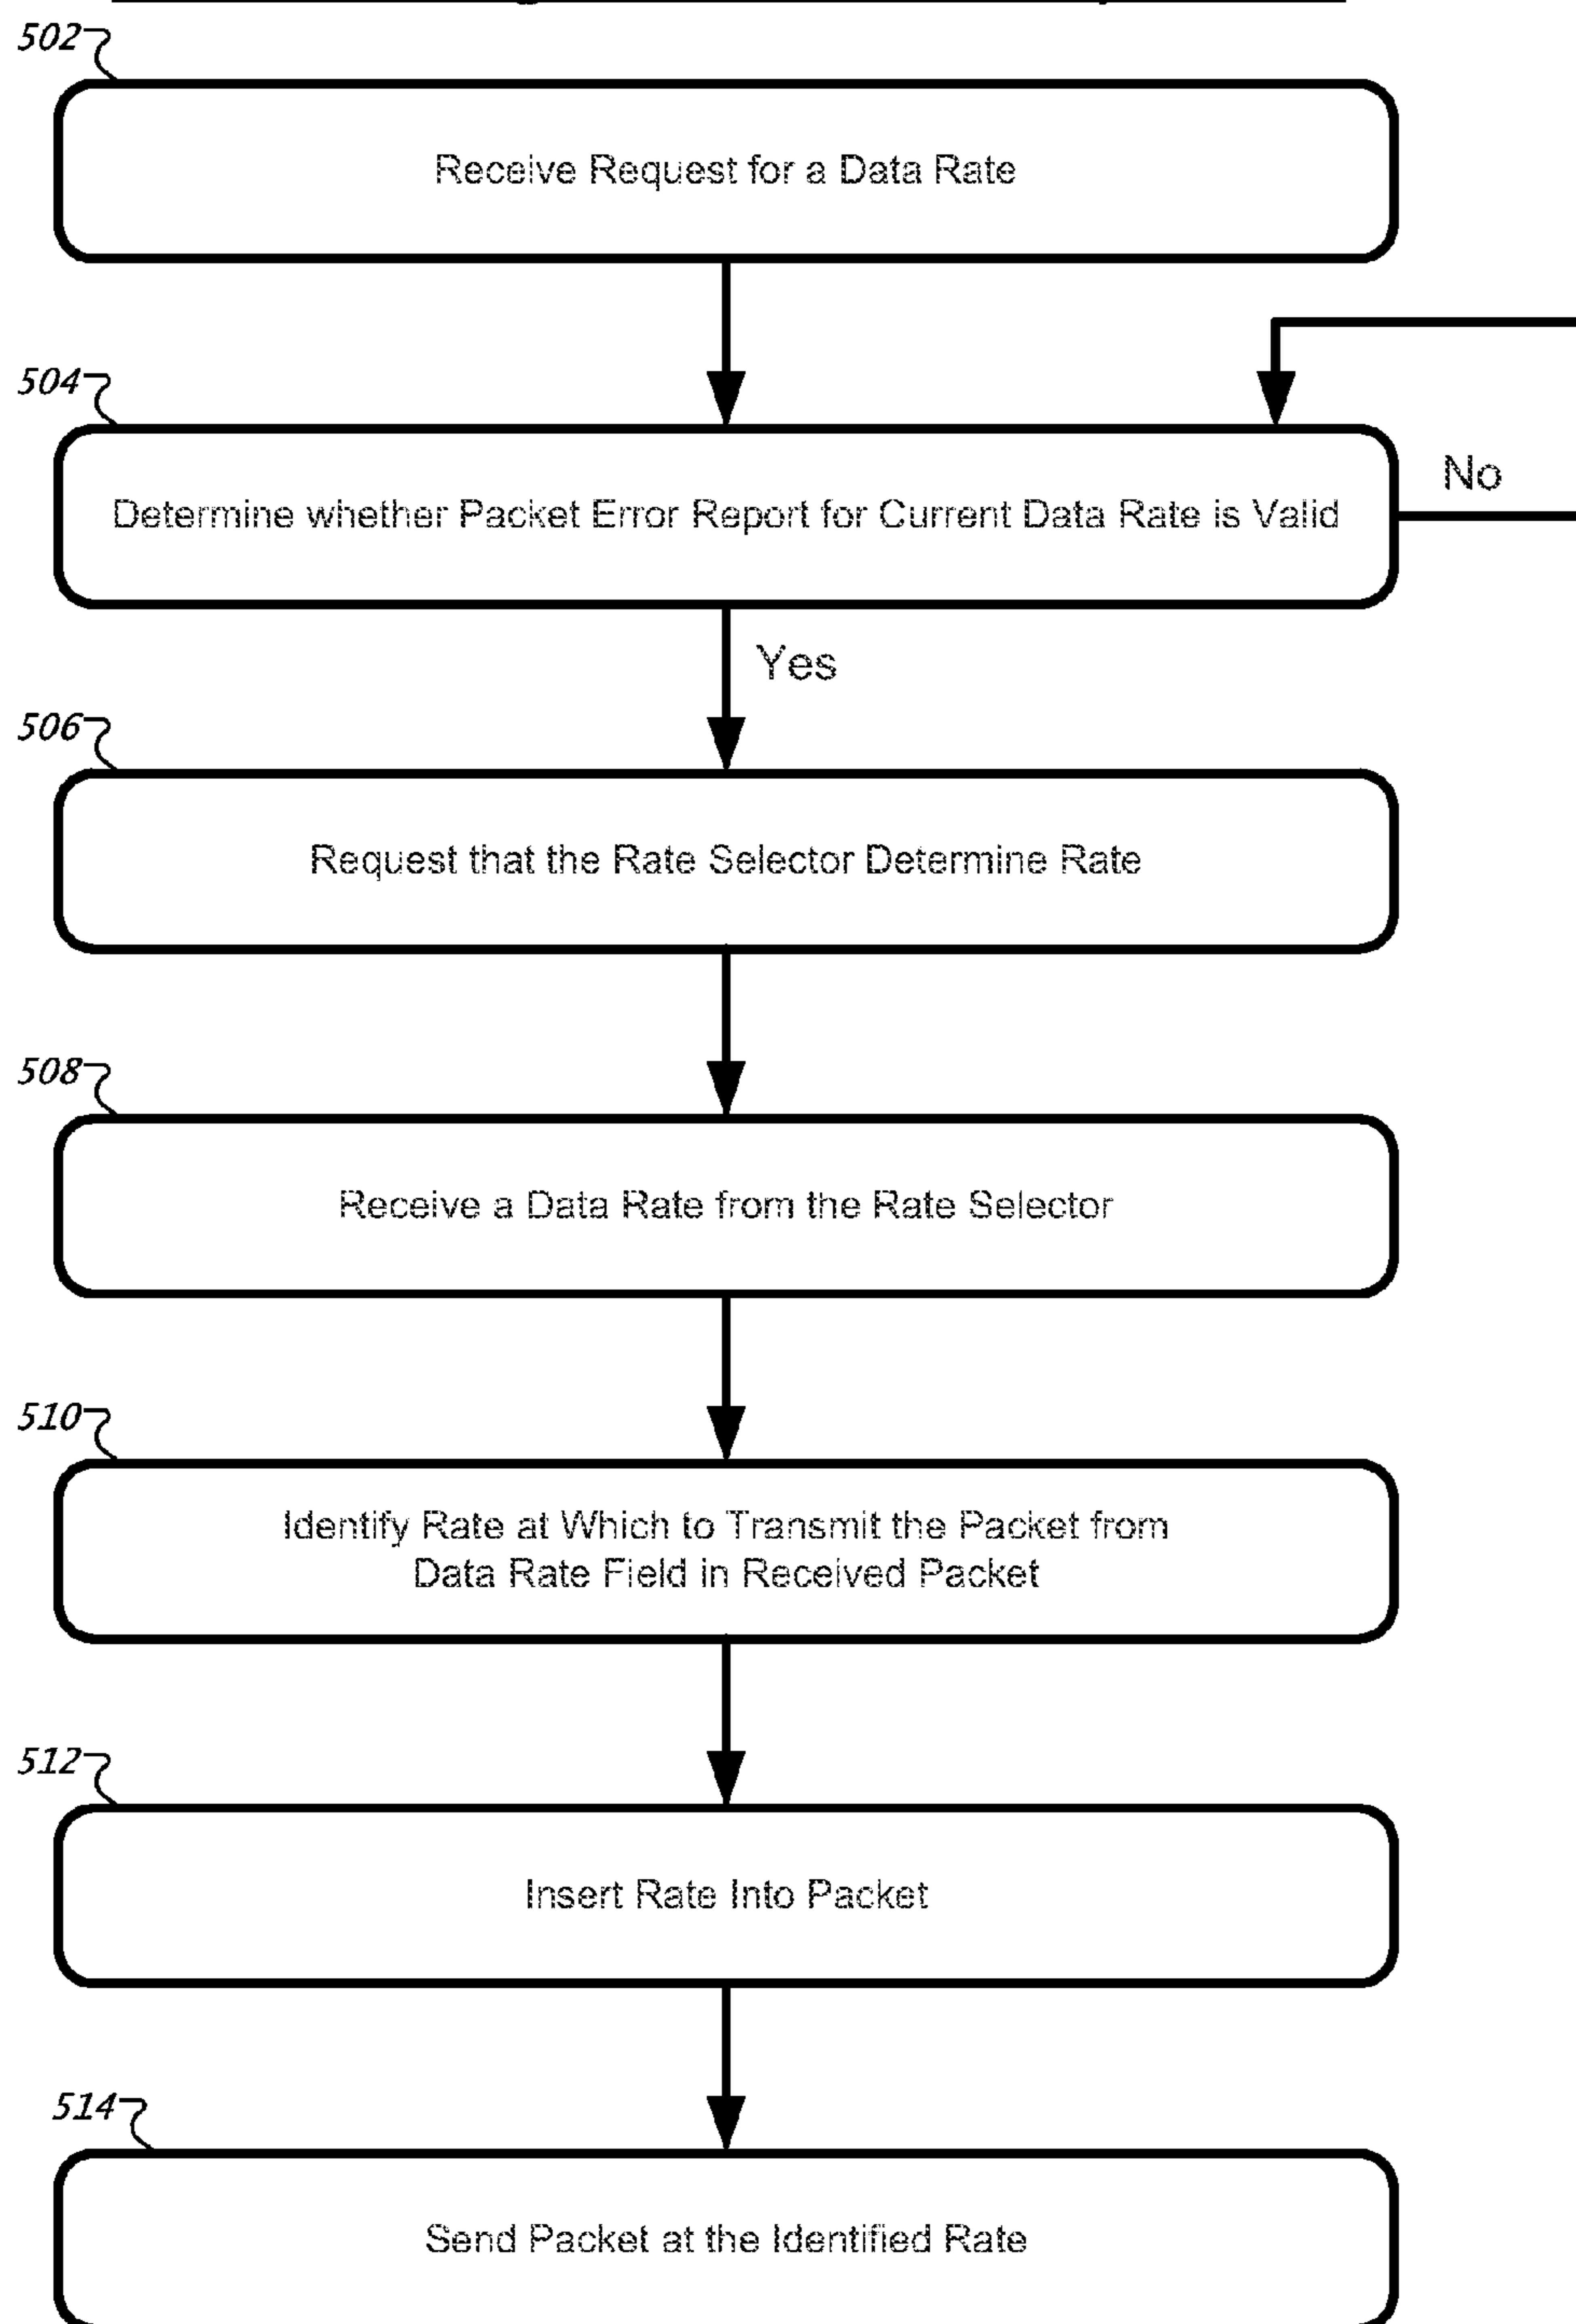 502
Receive Request for a Data Rate
504
Determine whether Packet Error Report for Current Data Rate is Valid
No
Yes
506
Request that the Rate Selector Determine Rate
508
Receive a Data Rate from the Rate Selector
510
Identify Rate at Which to Transmit the Packet from
Data Rate Field in Received Packet
512
Insert Rate Into Packet
514
Send Packet at the Identified Rate